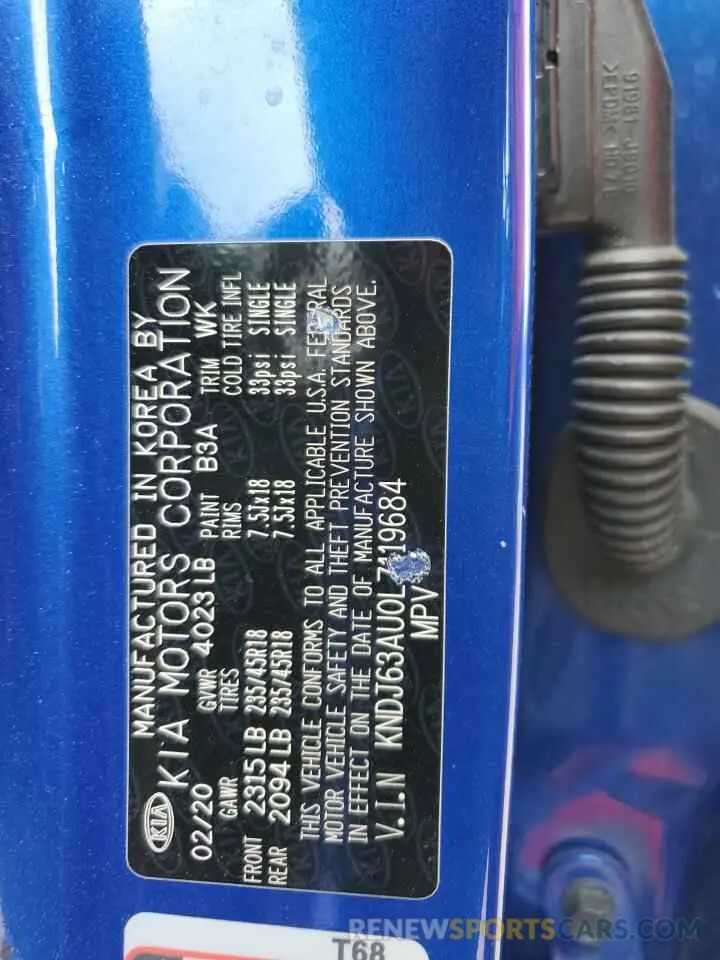 MANUFACTURED IN KOREA BY
KIA KIA MOTORS CORPORATION
02/20 GVWR 4023 LB PAINT B3A TRIM WK
GAWR TIRES RIMS COLD TIRE INFL
FRONT 2315 LB 235/45R18 7.5Jx18 33psi SINGLE
REAR 2094 LB 235/45R18 7.5Jx18 33psi SINGLE
THIS VEHICLE CONFORMS TO ALL APPLICABLE U.S.A. FEDERAL
MOTOR VEHICLE SAFETY AND THEFT PREVENTION STANDARDS
IN EFFECT ON THE DATE OF MANUFACTURE SHOWN ABOVE.
V.I.N KNDJ63AU0L7119684
MPV
T68
>EPDM<
RENEWSPORTSCARS.COM